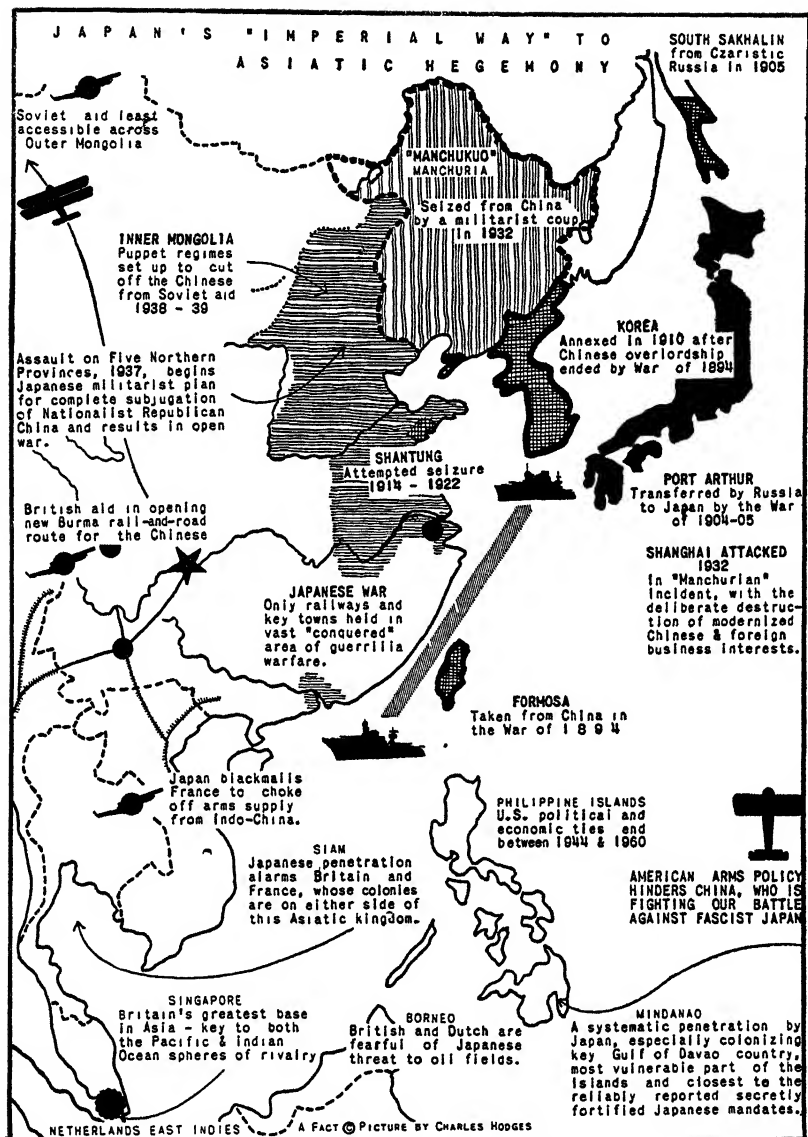 JAPAN'S "IMPERIAL WAY" TO
ASIATIC HEGEMONY
SOUTH SAKHALIN
from Czaristic
Russia in 1905
Soviet aid least
accessible across
Outer Mongolia
"MANCHUKUO"
MANCHURIA
Seized from China
by a militarist coup
in 1932
INNER MONGOLIA
Puppet regimes
set up to cut
off the Chinese
from Soviet aid
1938 - 39
KOREA
Annexed in 1910 after
Chinese overlordship
ended by War of 1894
Assault on Five Northern
Provinces, 1937, begins
Japanese militarist plan
for complete subjugation
of Nationalist Republican
China and results in open
war.
SHANTUNG
Attempted seizure
1914 - 1922
PORT ARTHUR
Transferred by Russia
to Japan by the War
of 1904-05
British aid in opening
new Burma rail-and-road
route for the Chinese
SHANGHAI ATTACKED
1932
In "Manchurian"
Incident, with the
deliberate destruc-
tion of modernized
Chinese & foreign
business interests.
JAPANESE WAR
Only railways and
key towns held in
vast "conquered"
area of guerrilla
warfare.
FORMOSA
Taken from China in
the War of 1894
Japan blackmails
France to choke
off arms supply
from Indo-China.
PHILIPPINE ISLANDS
U.S. political and
economic ties end
between 1944 & 1960
SIAM
Japanese penetration
alarms Britain and
France, whose colonies
are on either side of
this Asiatic kingdom.
AMERICAN ARMS POLICY
HINDERS CHINA, WHO IS
FIGHTING OUR BATTLE
AGAINST FASCIST JAPAN
SINGAPORE
Britain's greatest base
in Asia - key to both
the Pacific & Indian
Ocean spheres of rivalry
BORNEO
British and Dutch are
fearful of Japanese
threat to oil fields.
MINDANAO
A systematic penetration by
Japan, especially colonizing
key Gulf of Davao country,
most vulnerable part of the
Islands and closest to the
reliably reported secretly
fortified Japanese mandates.
NETHERLANDS EAST INDIES
A FACT © PICTURE BY CHARLES HODGES